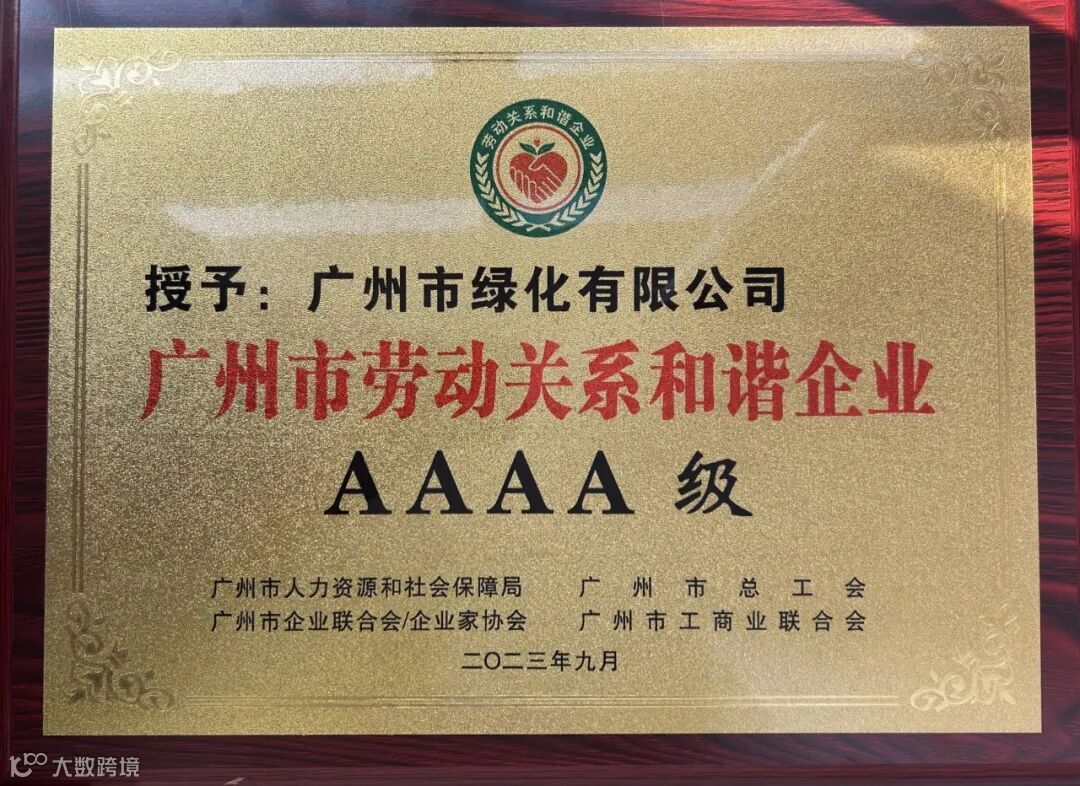 劳动关系和谐企业
授予：广州市绿化有限公司
广州市劳动关系和谐企业
AAAA 级
广州市人力资源和社会保障局 广州市总工会
广州市企业联合会/企业家协会 广州市工商业联合会
二〇二三年九月
大数跨境